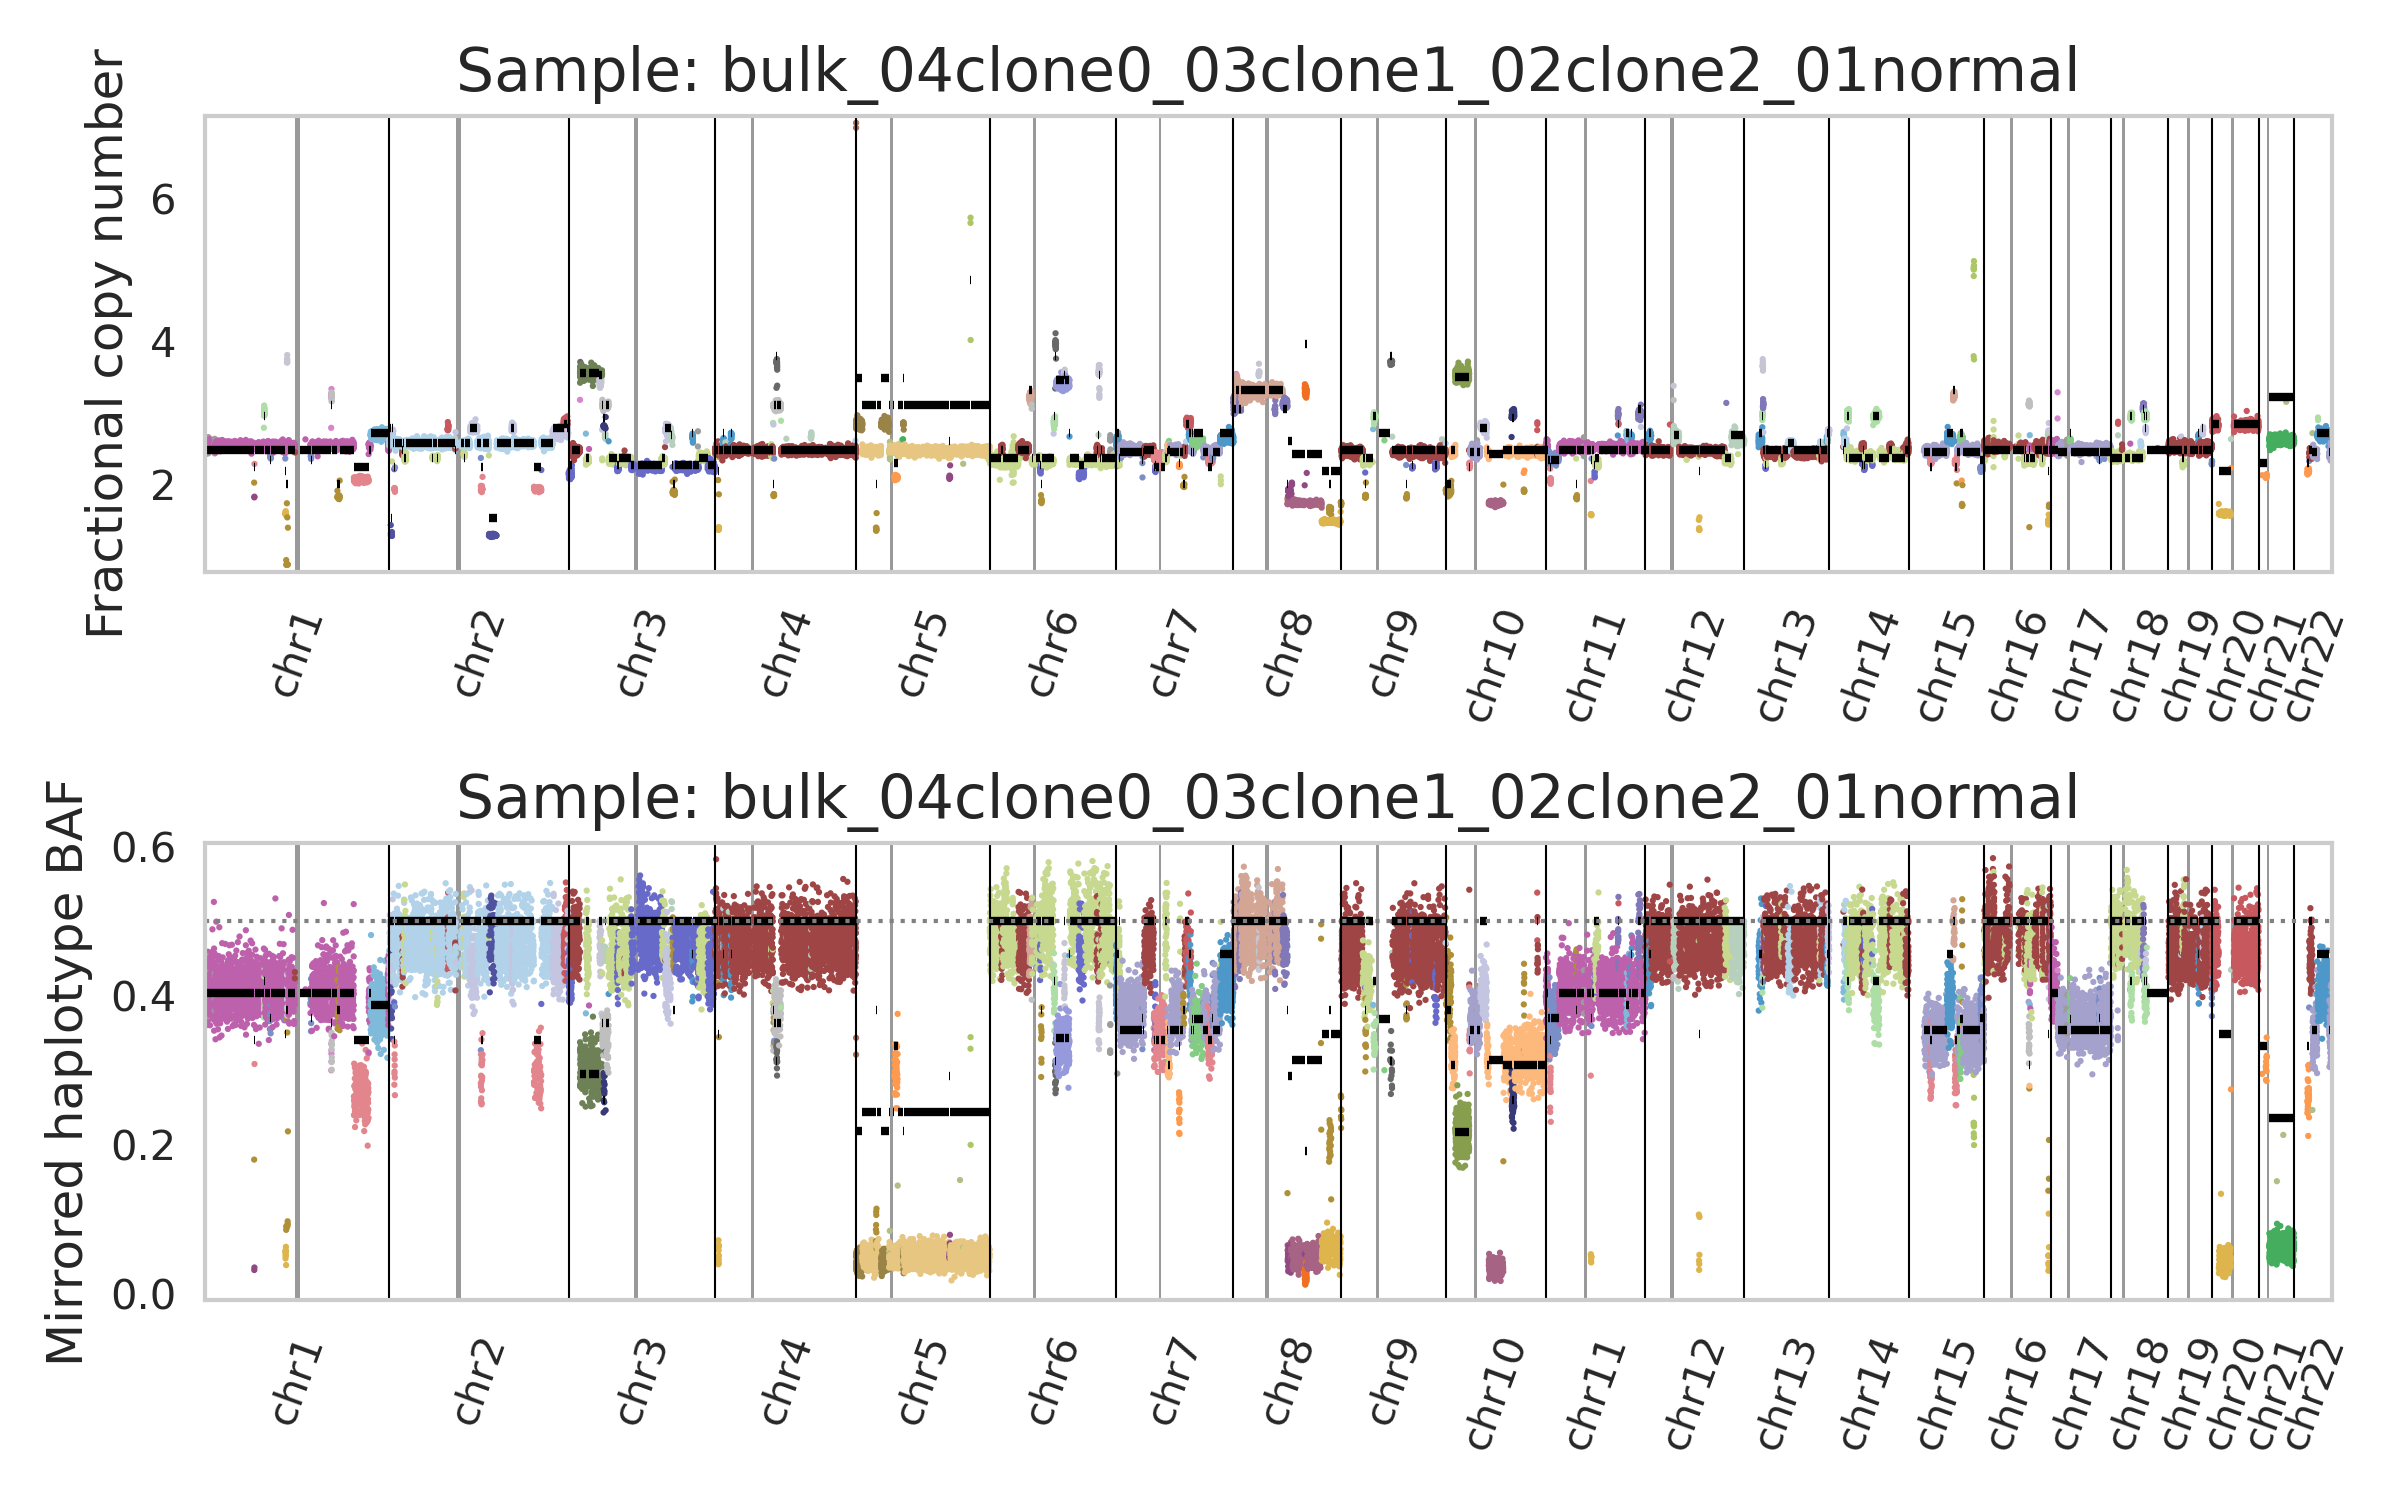 Sample: bulk_04clone0_03clone1_02clone2_01normal
Fractional copy number
6
4
2
chr1 chr2 chr3 chr4 chr5 chr6 chr7 chr8 chr9 chr10 chr11 chr12 chr13 chr14 chr15 chr16 chr17 chr18 chr19 chr20 chr21 chr22
Sample: bulk_04clone0_03clone1_02clone2_01normal
Mirrored haplotype BAF
0.6
0.4
0.2
0.0
chr1 chr2 chr3 chr4 chr5 chr6 chr7 chr8 chr9 chr10 chr11 chr12 chr13 chr14 chr15 chr16 chr17 chr18 chr19 chr20 chr21 chr22